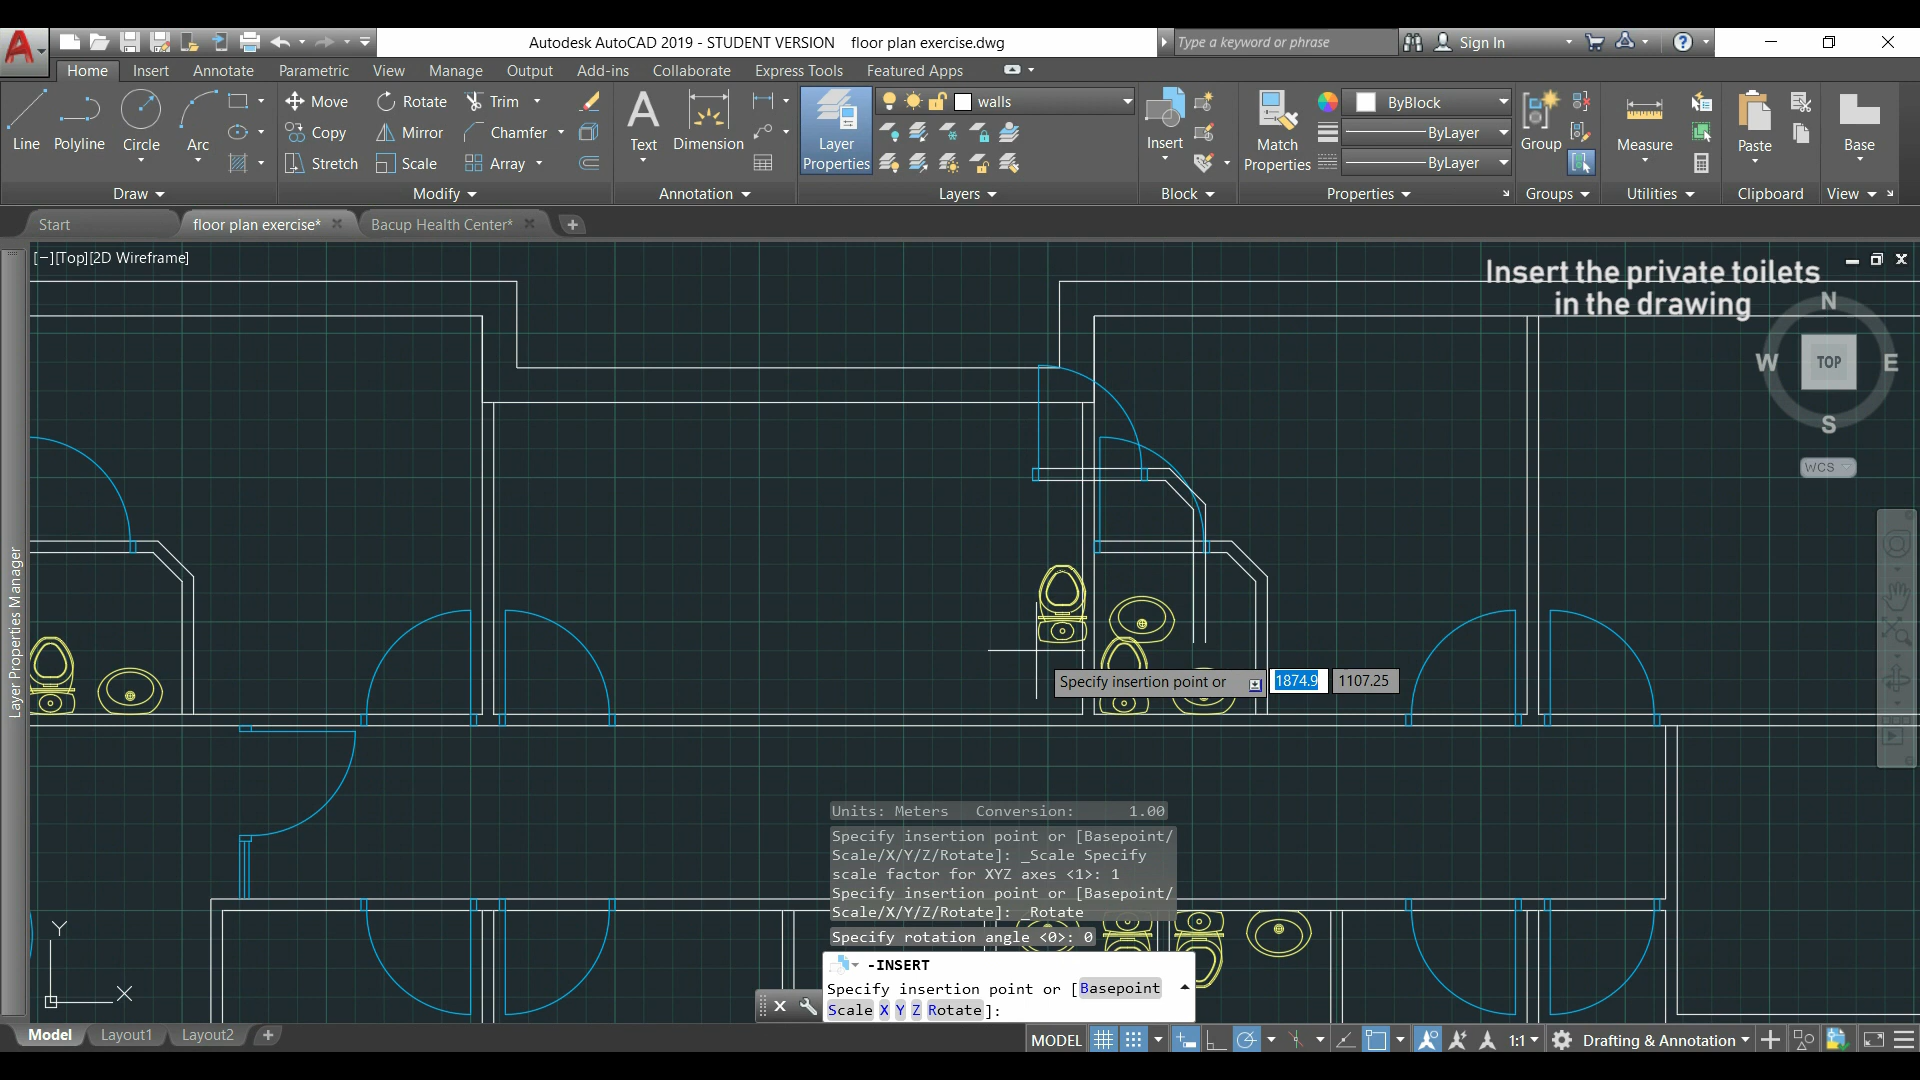 Autodesk AutoCAD 2019 - STUDENT VERSION floor plan exercise.dwg
Type a keyword or phrase
Sign In
Home Insert Annotate Parametric View Manage Output Add-ins Collaborate Express Tools Featured Apps
Line Polyline Circle Arc
Move Rotate Trim
Copy Mirror Chamfer
Stretch Scale Array
Text Dimension
Layer Properties
walls
Insert
Match Properties
ByBlock
ByLayer
ByLayer
Group
Measure
Paste
Base
Draw Modify Annotation Layers Block Properties Groups Utilities Clipboard View
Start floor plan exercise* Bacup Health Center*
[−][Top][2D Wireframe]
Insert the private toilets
in the drawing
N
W TOP E
S
WCS
Layer Properties Manager
Specify insertion point or 1874.9 1107.25
Units: Meters Conversion: 1.00
Specify insertion point or [Basepoint/
Scale/X/Y/Z/Rotate]: _Scale Specify
scale factor for XYZ axes <1>: 1
Specify insertion point or [Basepoint/
Scale/X/Y/Z/Rotate]: _Rotate
Specify rotation angle <0>: 0
-INSERT
Specify insertion point or [Basepoint
Scale X Y Z Rotate]:
Y
X
Model Layout1 Layout2
MODEL 1:1 Drafting & Annotation